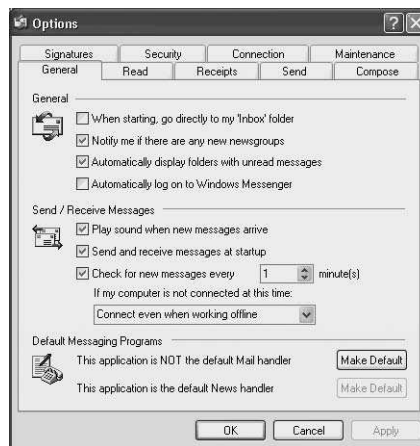 Options
Signatures Security Connection Maintenance
General Read Receipts Send Compose
General
When starting, go directly to my 'Inbox' folder
Notify me if there are any new newsgroups
Automatically display folders with unread messages
Automatically log on to Windows Messenger
Send / Receive Messages
Play sound when new messages arrive
Send and receive messages at startup
Check for new messages every 1 minute(s)
If my computer is not connected at this time:
Connect even when working offline
Default Messaging Programs
This application is NOT the default Mail handler Make Default
This application is the default News handler Make Default
OK Cancel Apply